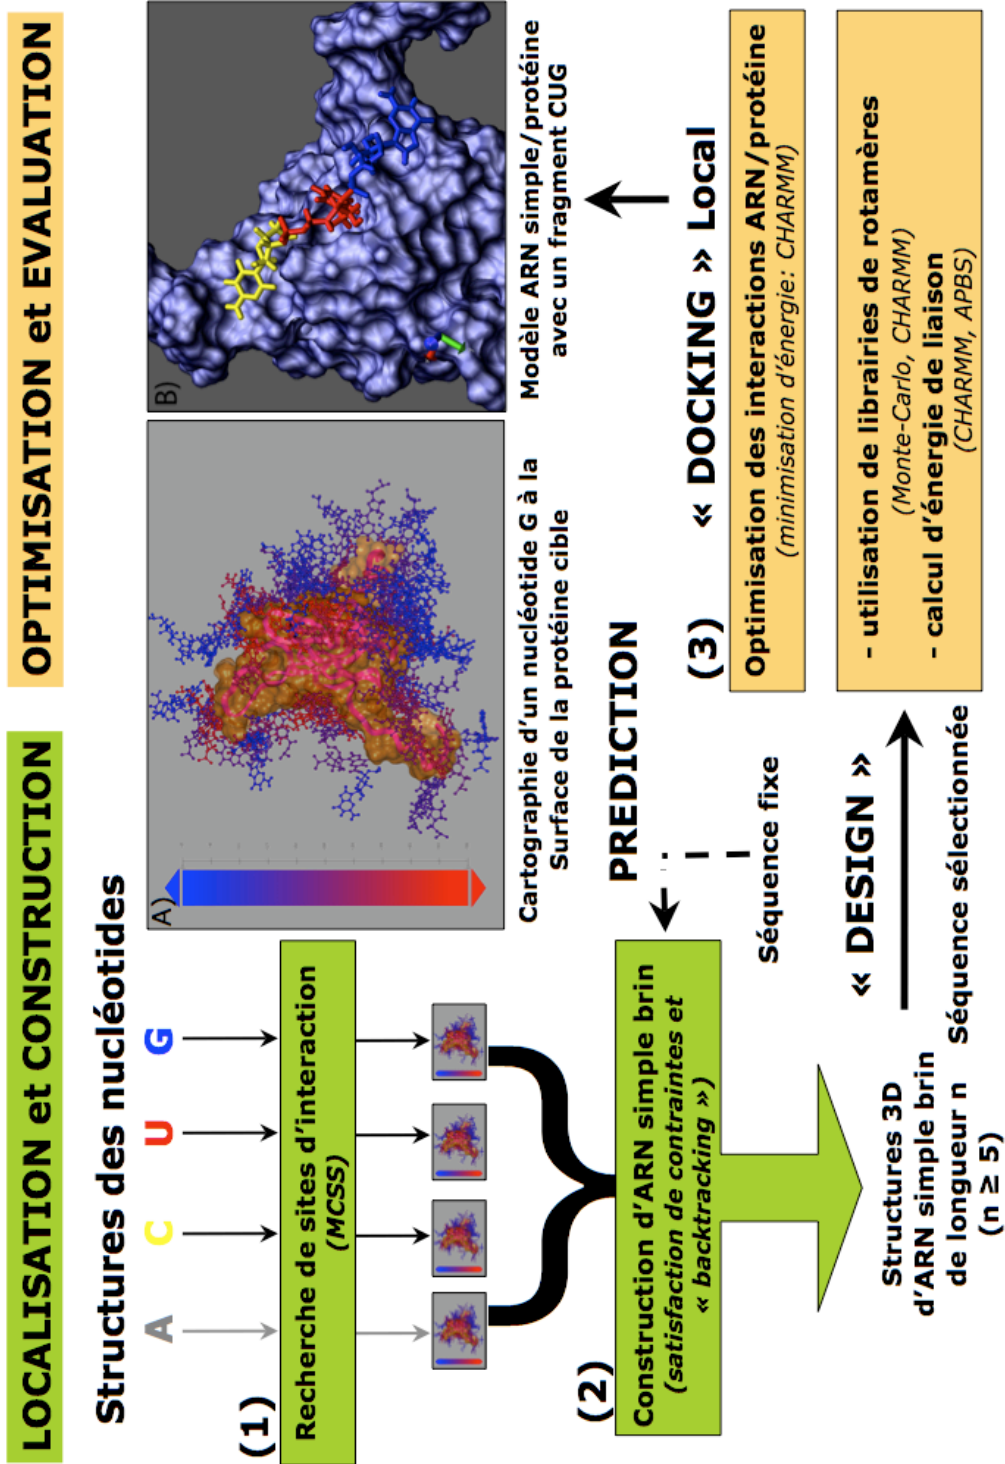 LOCALISATION et CONSTRUCTION
OPTIMISATION et EVALUATION
Structures des nucléotides
A
C
U
G
(1)
Recherche de sites d'interaction
(MCSS)
A)
Cartographie d'un nucléotide G à la
Surface de la protéine cible
B)
Modèle ARN simple/protéine
avec un fragment CUG
(2)
Construction d'ARN simple brin
(satisfaction de contraintes et
« backtracking »)
PREDICTION
Séquence fixe
Structures 3D
d'ARN simple brin
de longueur n
(n ≥ 5)
« DESIGN »
Séquence sélectionnée
(3)
« DOCKING » Local
Optimisation des interactions ARN/protéine
(minimisation d'énergie: CHARMM)
- utilisation de librairies de rotamères
(Monte-Carlo, CHARMM)
- calcul d'énergie de liaison
(CHARMM, APBS)